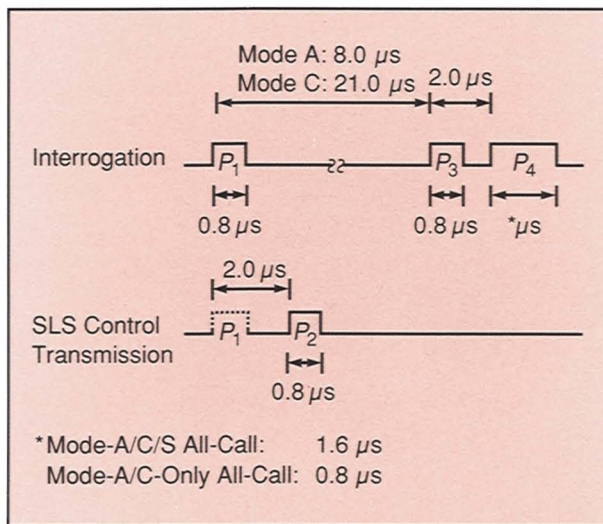 Mode A: 8.0 µs
Mode C: 21.0 µs
2.0 µs
Interrogation
P1
P3
P4
0.8 µs
0.8 µs
*µs
2.0 µs
SLS Control
Transmission
P1
P2
0.8 µs
*Mode-A/C/S All-Call: 1.6 µs
Mode-A/C-Only All-Call: 0.8 µs